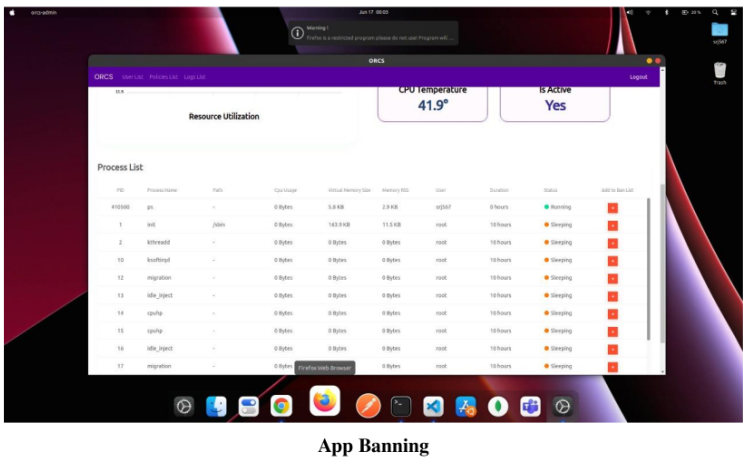 orcs-admin
Jun 17 00:03
20 %
Warning !
Firefox is a restricted program please do not use! Program will ...
scj567
Trash
ORCS
ORCS User List Policies List Logs List Logout
CPU Temperature
41.9°
Is Active
Yes
Resource Utilization
Process List
PID Process Name Path Cpu Usage Virtual Memory Size Memory RSS User Duration Status Add to Ban List
#10560 ps - 0 Bytes 5.8 KB 2.9 KB scj567 0 hours Running
1 init /sbin 0 Bytes 163.9 KB 11.5 KB root 10 hours Sleeping
2 kthreadd - 0 Bytes 0 Bytes 0 Bytes root 10 hours Sleeping
10 ksoftirqd - 0 Bytes 0 Bytes 0 Bytes root 10 hours Sleeping
12 migration - 0 Bytes 0 Bytes 0 Bytes root 10 hours Sleeping
13 idle_inject - 0 Bytes 0 Bytes 0 Bytes root 10 hours Sleeping
14 cpuhp - 0 Bytes 0 Bytes 0 Bytes root 10 hours Sleeping
15 cpuhp - 0 Bytes 0 Bytes 0 Bytes root 10 hours Sleeping
16 idle_inject - 0 Bytes 0 Bytes 0 Bytes root 10 hours Sleeping
17 migration - 0 Bytes 0 Bytes 0 Bytes root 10 hours Sleeping
Firefox Web Browser
App Banning